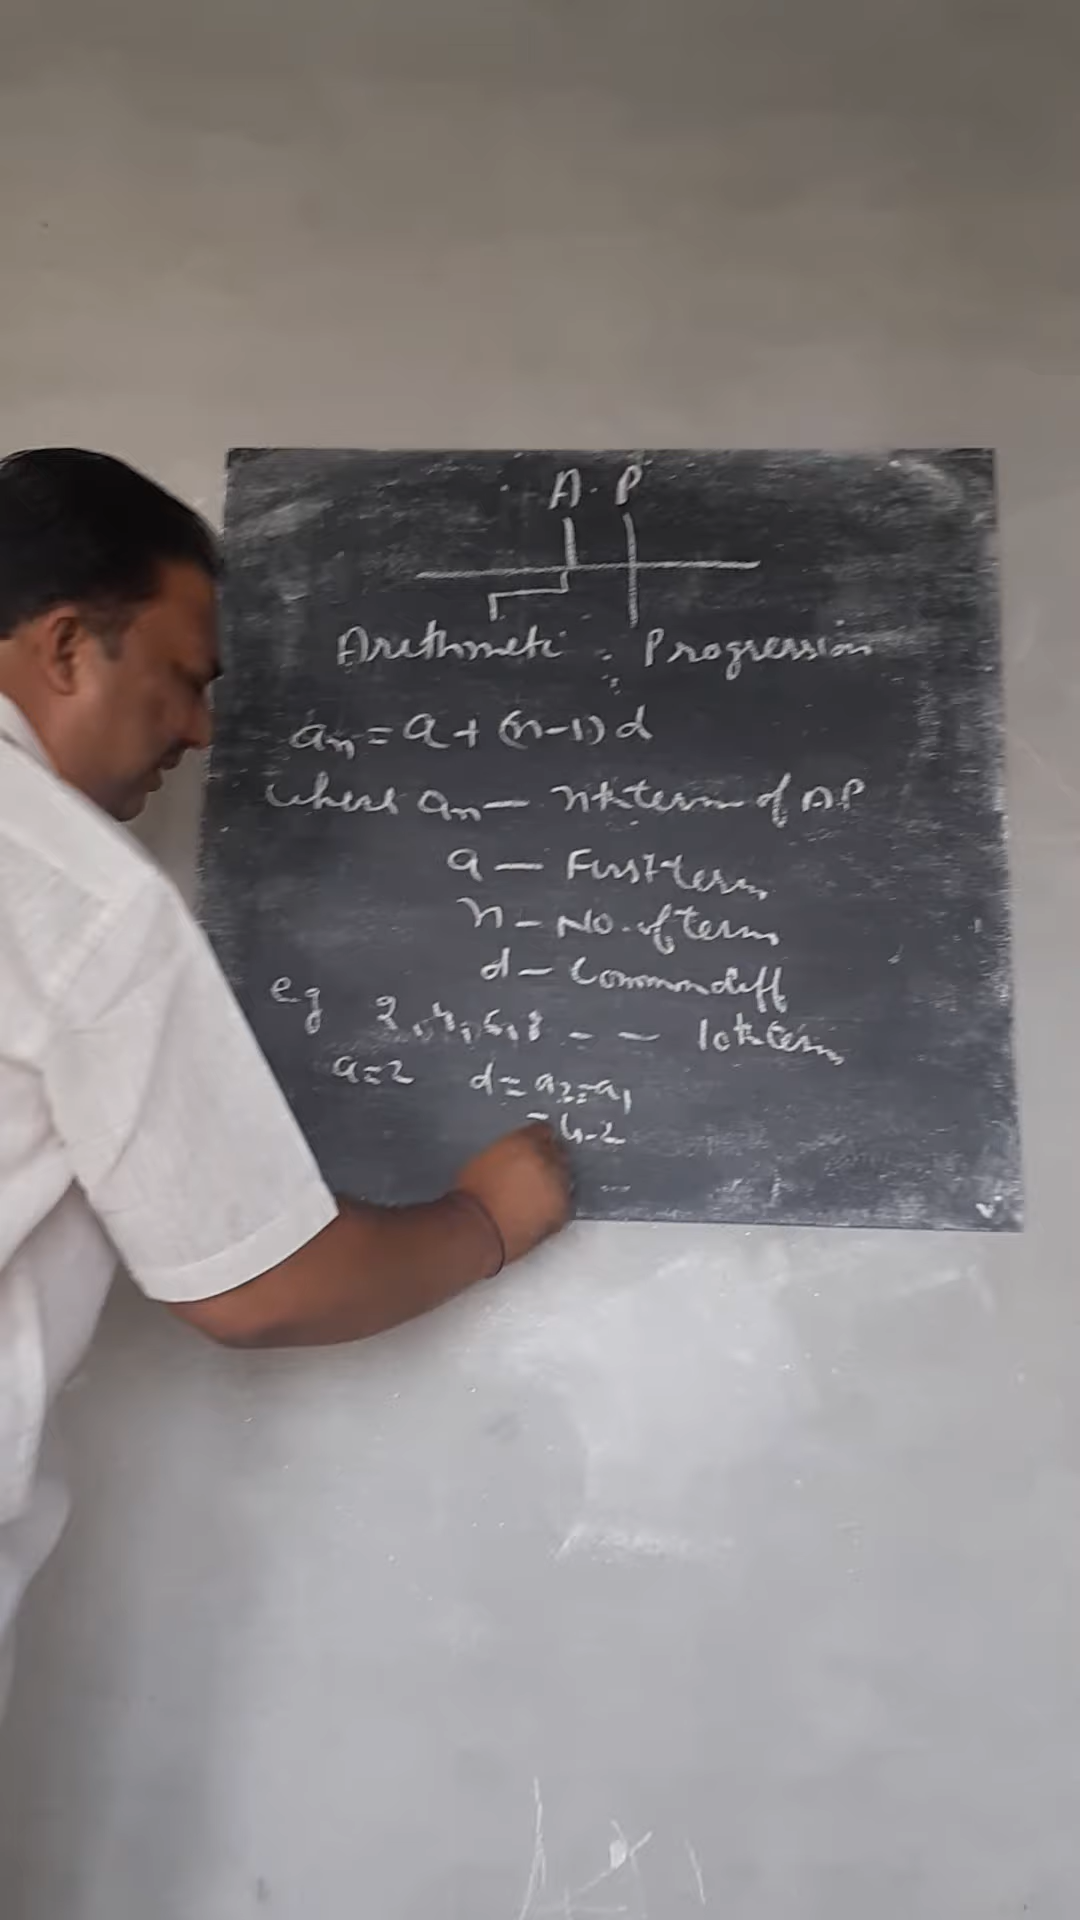 A. P
Arithmetic : Progression
an = a + (n-1) d
where an — nth term of A.P
a — First term
n — No. of term
d — Common diff
eg 2, 4, 6, 8 - - 10th term
a=2 d = a2-a1
= 4-2